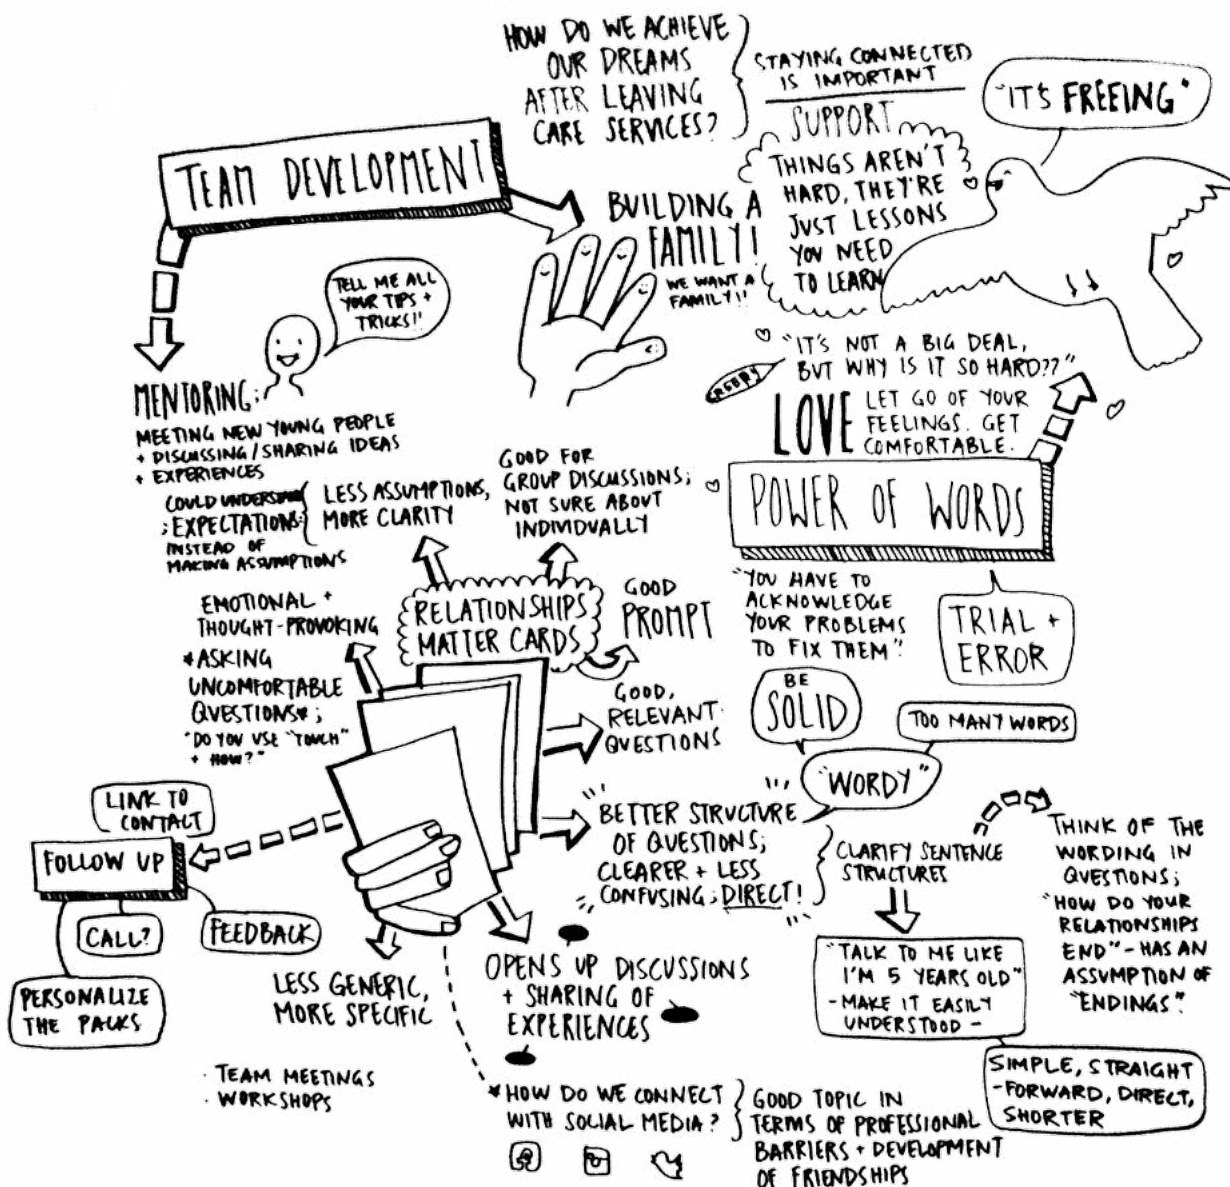 HOW DO WE ACHIEVE
OUR DREAMS
AFTER LEAVING
CARE SERVICES?
STAYING CONNECTED
IS IMPORTANT
SUPPORT
"IT'S FREEING"
TEAM DEVELOPMENT
BUILDING A
FAMILY!
WE WANT A
FAMILY!!
THINGS AREN'T
HARD, THEY'RE
JUST LESSONS
YOU NEED
TO LEARN
TELL ME ALL
YOUR TIPS +
TRICKS!!
MENTORING:
MEETING NEW YOUNG PEOPLE
+ DISCUSSING/SHARING IDEAS
+ EXPERIENCES
COULD UNDERSTAND
; EXPECTATIONS
INSTEAD OF
MAKING ASSUMPTIONS
LESS ASSUMPTIONS,
MORE CLARITY
GOOD FOR
GROUP DISCUSSIONS;
NOT SURE ABOUT
INDIVIDVALLY
"IT'S NOT A BIG DEAL,
BUT WHY IS IT SO HARD??"
LOVE
LET GO OF YOUR
FEELINGS. GET
COMFORTABLE.
POWER OF WORDS
"YOU HAVE TO
ACKNOWLEDGE
YOUR PROBLEMS
TO FIX THEM".
TRIAL +
ERROR
RELATIONSHIPS
MATTER CARDS
GOOD
PROMPT
EMOTIONAL +
THOUGHT-PROVOKING
*ASKING
UNCOMFORTABLE
QUESTIONS*;
"DO YOU USE "TOUCH"
+ HOW?"
GOOD,
RELEVANT
QUESTIONS
BE
SOLID
TOO MANY WORDS
"WORDY"
BETTER STRUCTURE
OF QUESTIONS;
CLEARER + LESS
CONFUSING; DIRECT!
CLARIFY SENTENCE
STRUCTURES
THINK OF THE
WORDING IN
QUESTIONS;
"HOW DO YOUR
RELATIONSHIPS
END" - HAS AN
ASSUMPTION OF
"ENDINGS".
"TALK TO ME LIKE
I'M 5 YEARS OLD"
- MAKE IT EASILY
UNDERSTOOD -
SIMPLE, STRAIGHT
-FORWARD, DIRECT,
SHORTER
LINK TO
CONTACT
FOLLOW UP
CALL?
FEEDBACK
PERSONALIZE
THE PACKS
LESS GENERIC,
MORE SPECIFIC
OPENS UP DISCUSSIONS
+ SHARING OF
EXPERIENCES
· TEAM MEETINGS
· WORKSHOPS
*HOW DO WE CONNECT
WITH SOCIAL MEDIA?
GOOD TOPIC IN
TERMS OF PROFESSIONAL
BARRIERS + DEVELOPMENT
OF FRIENDSHIPS